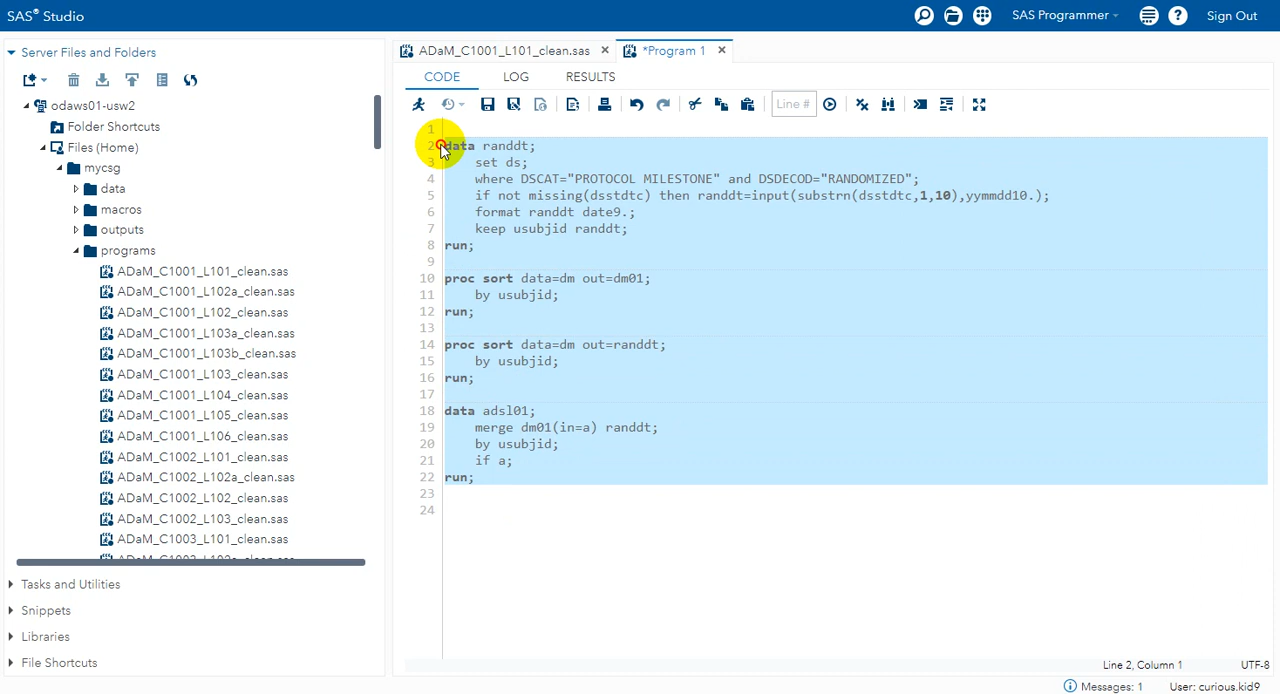 SAS® Studio
SAS Programmer
Sign Out
Server Files and Folders
odaws01-usw2
Folder Shortcuts
Files (Home)
mycsg
data
macros
outputs
programs
ADaM_C1001_L101_clean.sas
ADaM_C1001_L102a_clean.sas
ADaM_C1001_L102_clean.sas
ADaM_C1001_L103a_clean.sas
ADaM_C1001_L103b_clean.sas
ADaM_C1001_L103_clean.sas
ADaM_C1001_L104_clean.sas
ADaM_C1001_L105_clean.sas
ADaM_C1001_L106_clean.sas
ADaM_C1002_L101_clean.sas
ADaM_C1002_L102a_clean.sas
ADaM_C1002_L102_clean.sas
ADaM_C1002_L103_clean.sas
ADaM_C1003_L101_clean.sas
ADaM_C1003_L102a_clean.sas
Tasks and Utilities
Snippets
Libraries
File Shortcuts
ADaM_C1001_L101_clean.sas
*Program 1
CODE LOG RESULTS
Line #
1
2 data randdt;
3 set ds;
4 where DSCAT="PROTOCOL MILESTONE" and DSDECOD="RANDOMIZED";
5 if not missing(dsstdtc) then randdt=input(substrn(dsstdtc,1,10),yymmdd10.);
6 format randdt date9.;
7 keep usubjid randdt;
8 run;
9
10 proc sort data=dm out=dm01;
11 by usubjid;
12 run;
13
14 proc sort data=dm out=randdt;
15 by usubjid;
16 run;
17
18 data adsl01;
19 merge dm01(in=a) randdt;
20 by usubjid;
21 if a;
22 run;
23
24
Line 2, Column 1
UTF-8
Messages: 1
User: curious.kid9